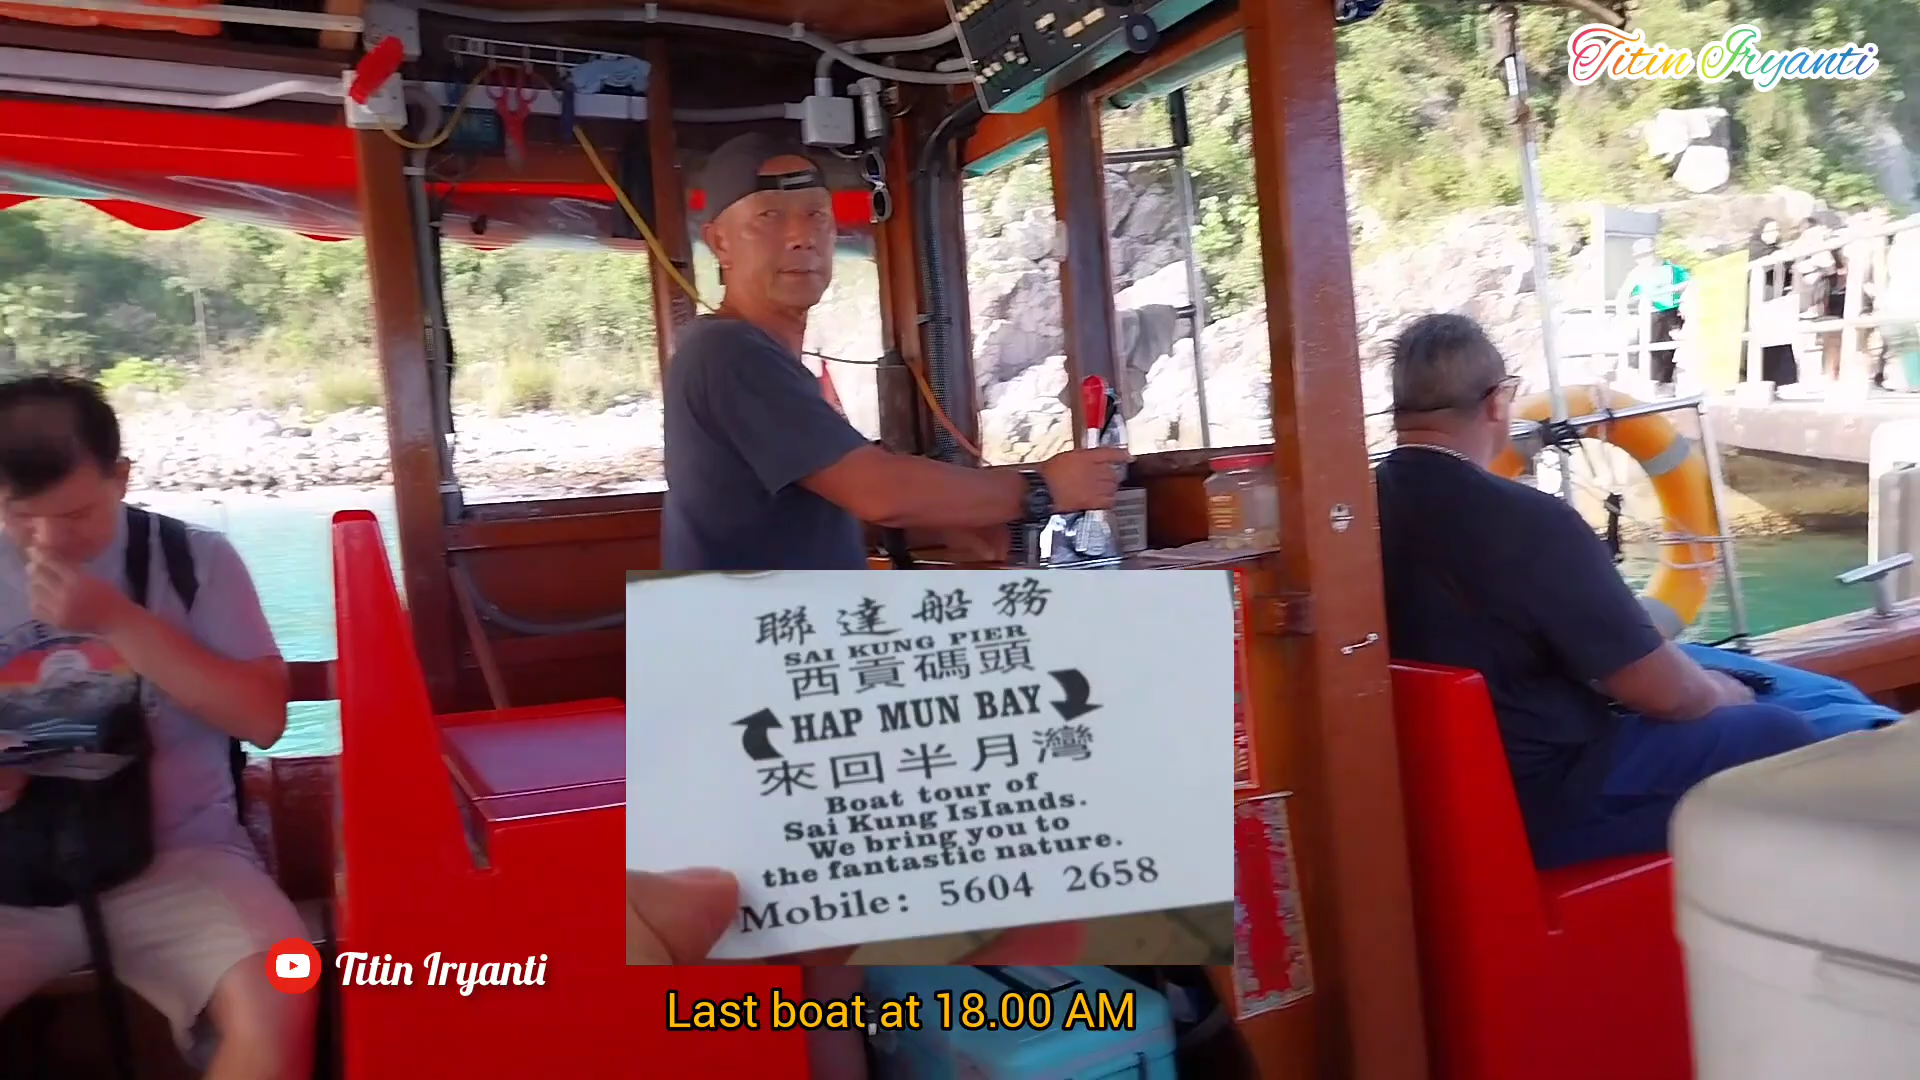 Titin Iryanti
聯達船務
SAI KUNG PIER
西貢碼頭
HAP MUN BAY
來回半月灣
Boat tour of
Sai Kung Islands.
We bring you to
the fantastic nature.
Mobile: 5604 2658
Titin Iryanti
Last boat at 18.00 AM